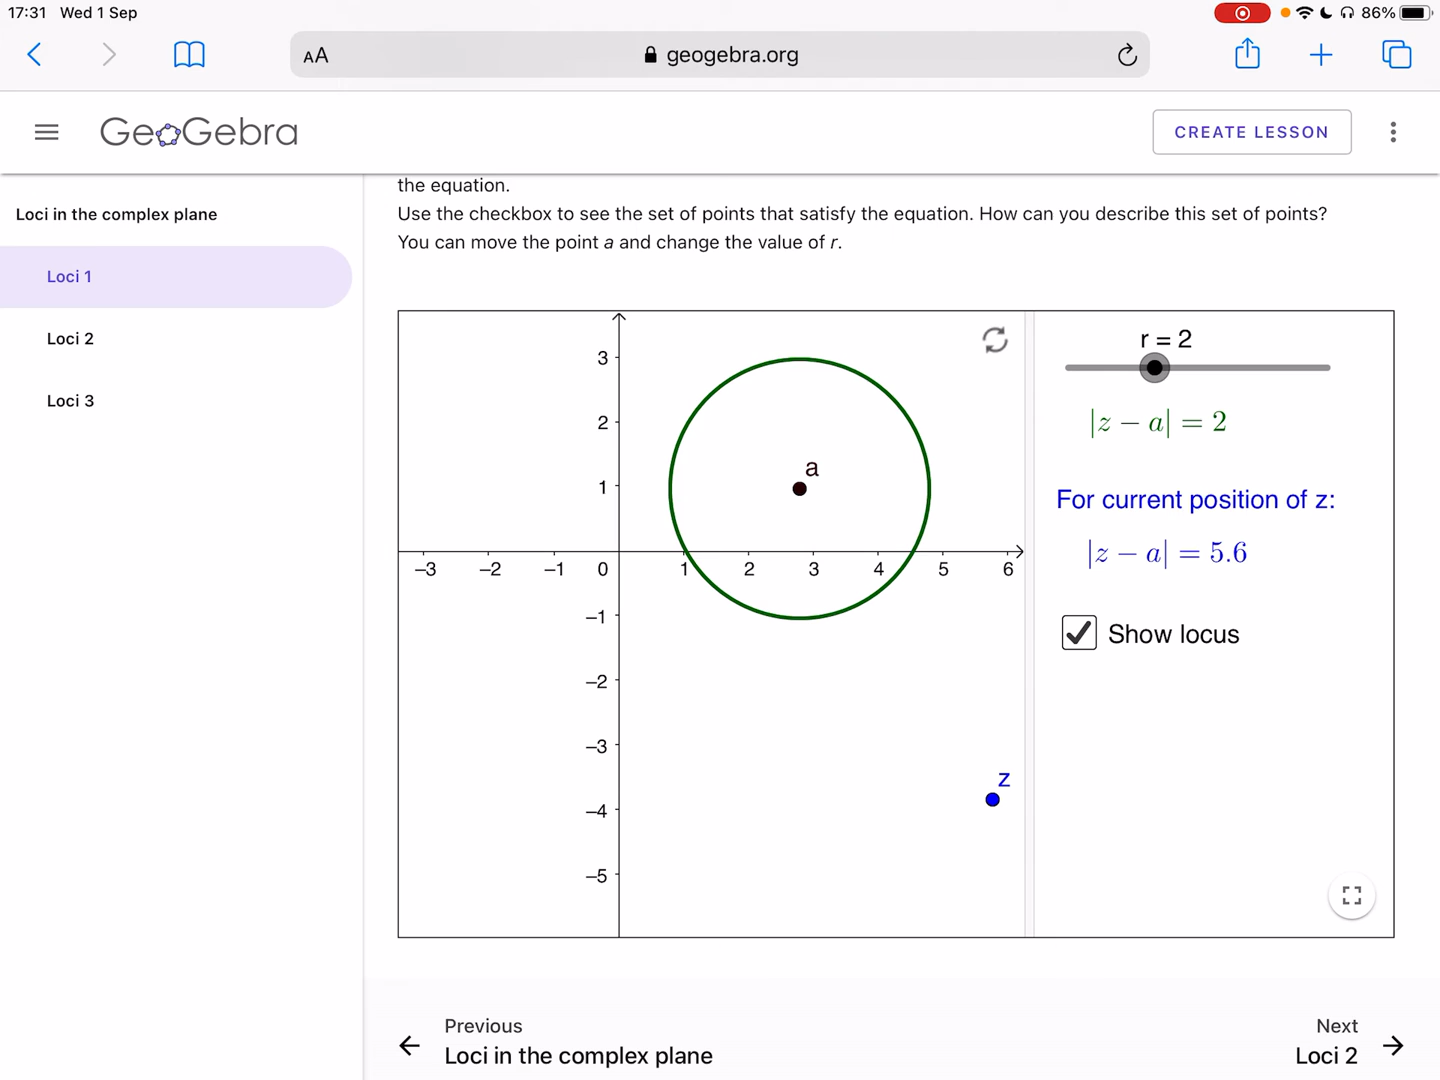 17:31 Wed 1 Sep
86%
AA
geogebra.org
GeoGebra
CREATE LESSON
Loci in the complex plane
Loci 1
Loci 2
Loci 3
the equation.
Use the checkbox to see the set of points that satisfy the equation. How can you describe this set of points?
You can move the point a and change the value of r.
3
2
1
a
–3 –2 –1 0 1 2 3 4 5 6
–1
–2
–3
z
–4
–5
r = 2
|z − a| = 2
For current position of z:
|z − a| = 5.6
Show locus
Previous
Loci in the complex plane
Next
Loci 2